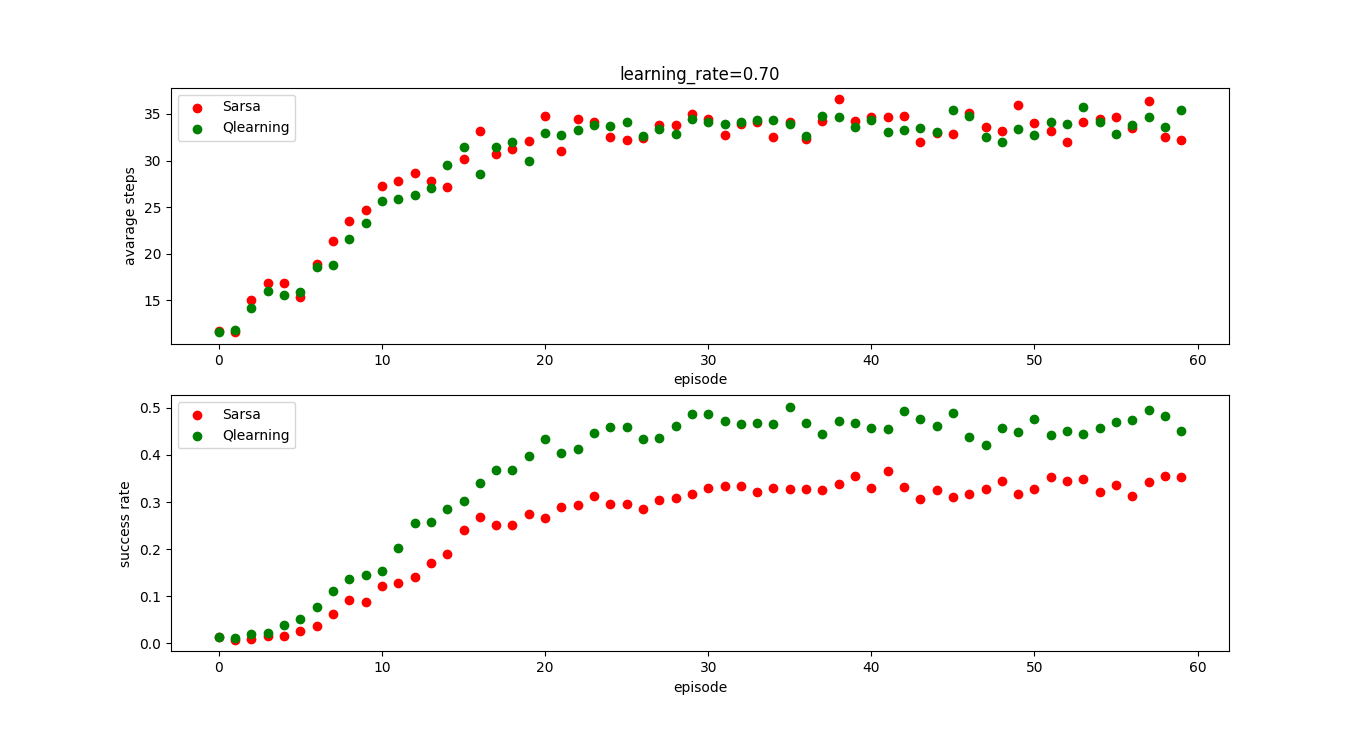 learning_rate=0.70
Sarsa
Qlearning
avarage steps
35
30
25
20
15
0 10 20 30 40 50 60
episode
Sarsa
Qlearning
success rate
0.5
0.4
0.3
0.2
0.1
0.0
0 10 20 30 40 50 60
episode